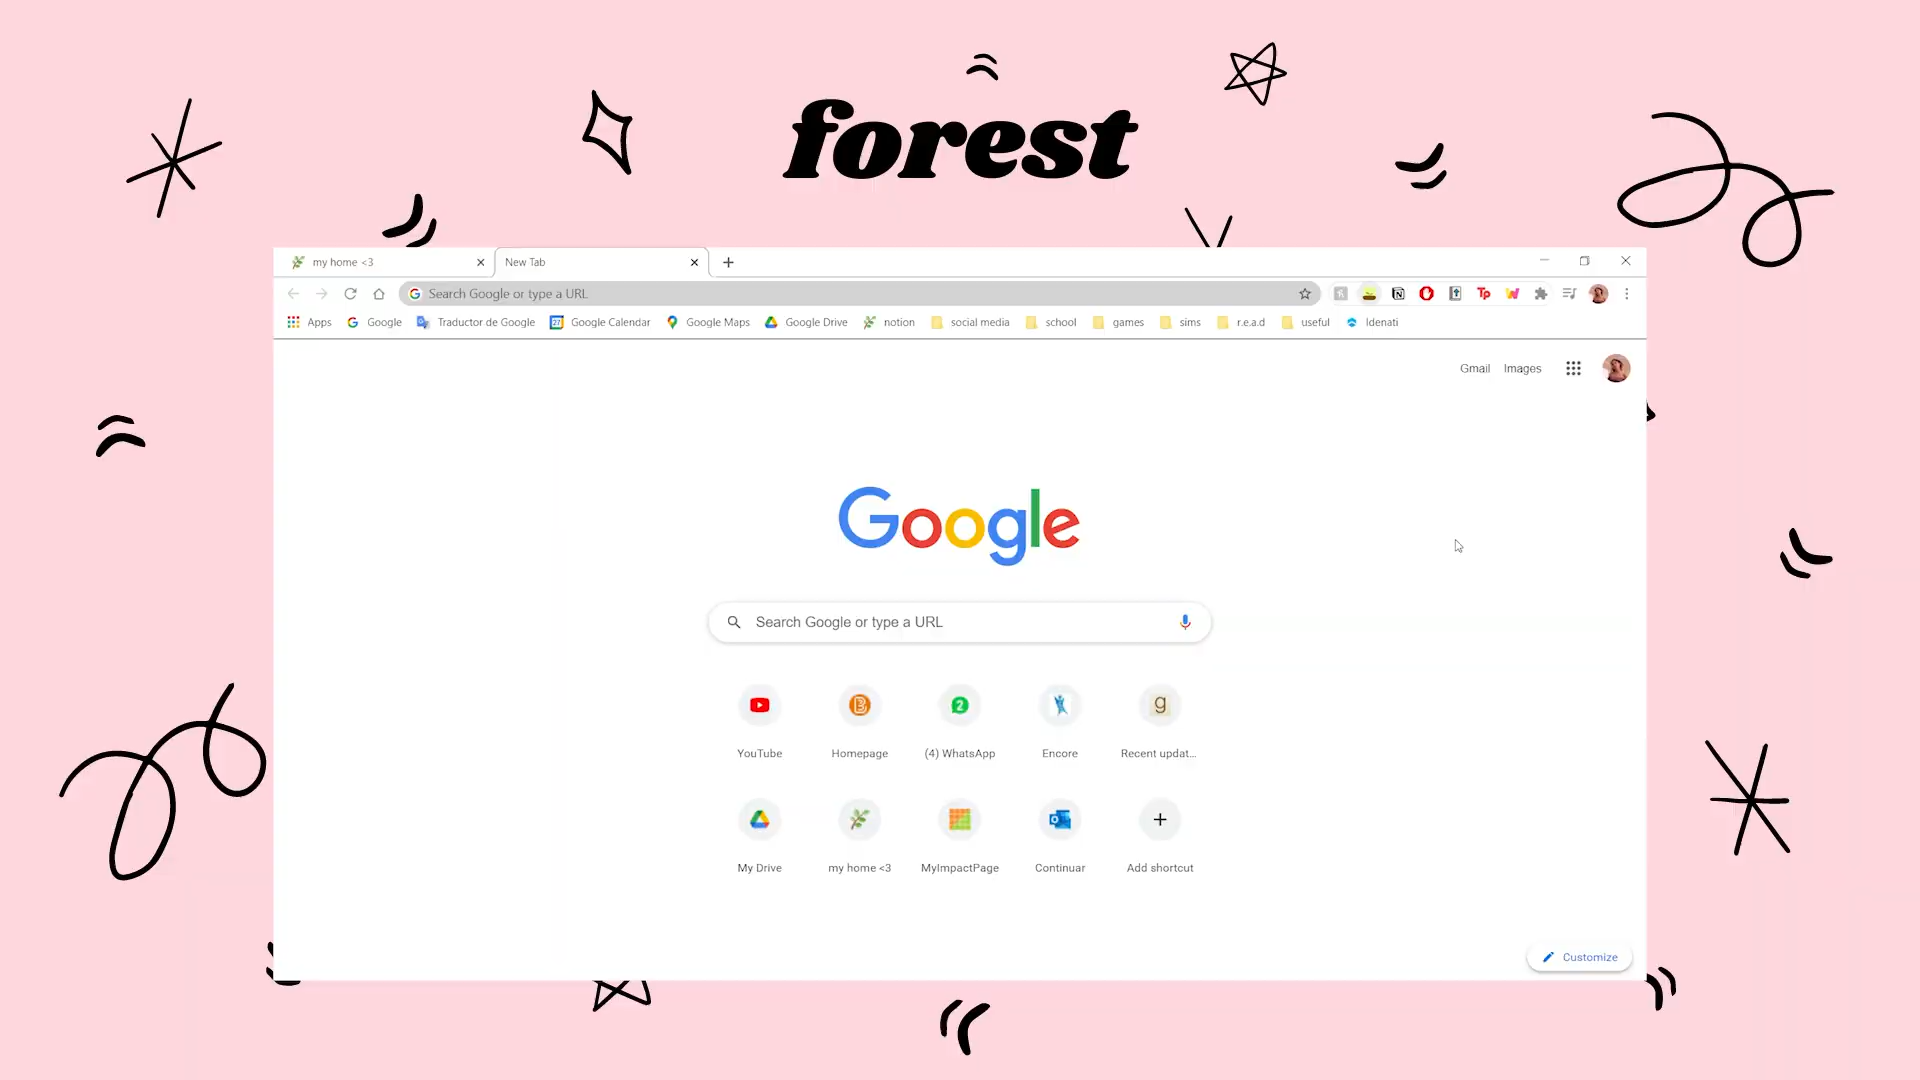 forest
my home <3
New Tab
Search Google or type a URL
Apps
Google
Traductor de Google
Google Calendar
Google Maps
Google Drive
notion
social media
school
games
sims
r.e.a.d
useful
Idenati
Gmail
Images
Google
Search Google or type a URL
YouTube
Homepage
(4) WhatsApp
Encore
Recent updat...
My Drive
my home <3
MyImpactPage
Continuar
Add shortcut
Customize